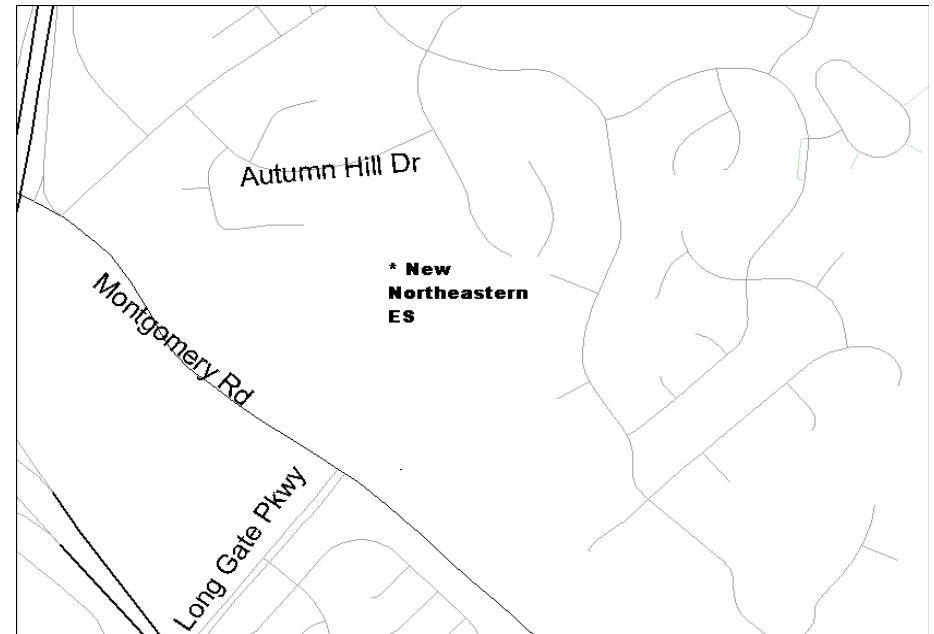 Autumn Hill Dr
* New
Northeastern
ES
Montgomery Rd
Long Gate Pkwy